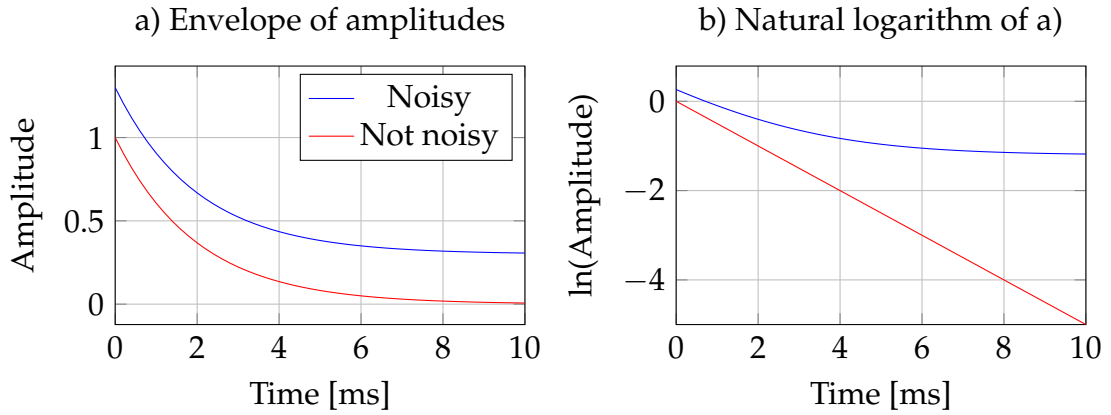 a) Envelope of amplitudes
Noisy
Not noisy
1
0.5
0
Amplitude
0 2 4 6 8 10
Time [ms]
b) Natural logarithm of a)
0
−2
−4
ln(Amplitude)
0 2 4 6 8 10
Time [ms]